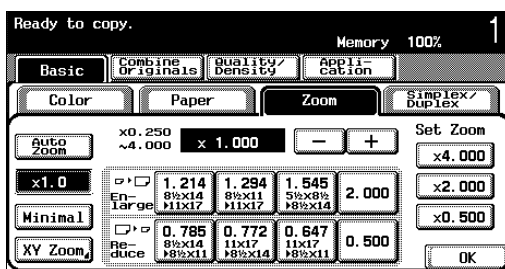 Ready to copy.
Memory 100% 1
Basic Combine Originals Quality/Density Appli-cation
Color Paper Zoom Simplex/Duplex
Auto Zoom
x0.250 ~4.000
x 1.000
− +
Set Zoom
x4.000
x2.000
x0.500
x1.0
Minimal
XY Zoom
En-large
1.214 8½x14 ▸11x17
1.294 8½x11 ▸11x17
1.545 5½x8½ ▸8½x14
2.000
Re-duce
0.785 8½x14 ▸8½x11
0.772 11x17 ▸8½x14
0.647 11x17 ▸8½x11
0.500
OK